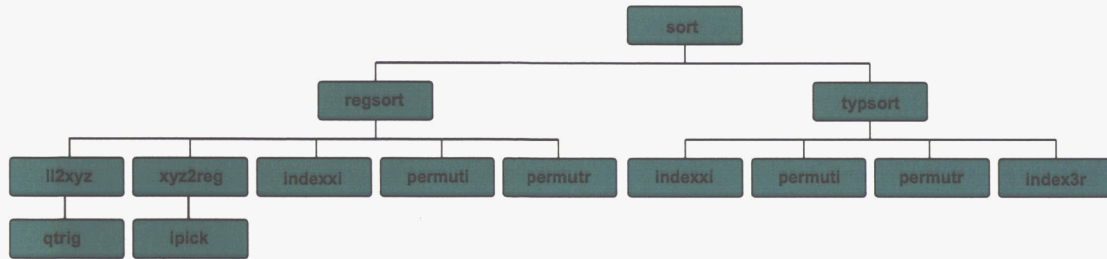 sort
regsort
typsort
ll2xyz
xyz2reg
indexxi
permuti
permutr
indexxi
permuti
permutr
index3r
qtrig
ipick